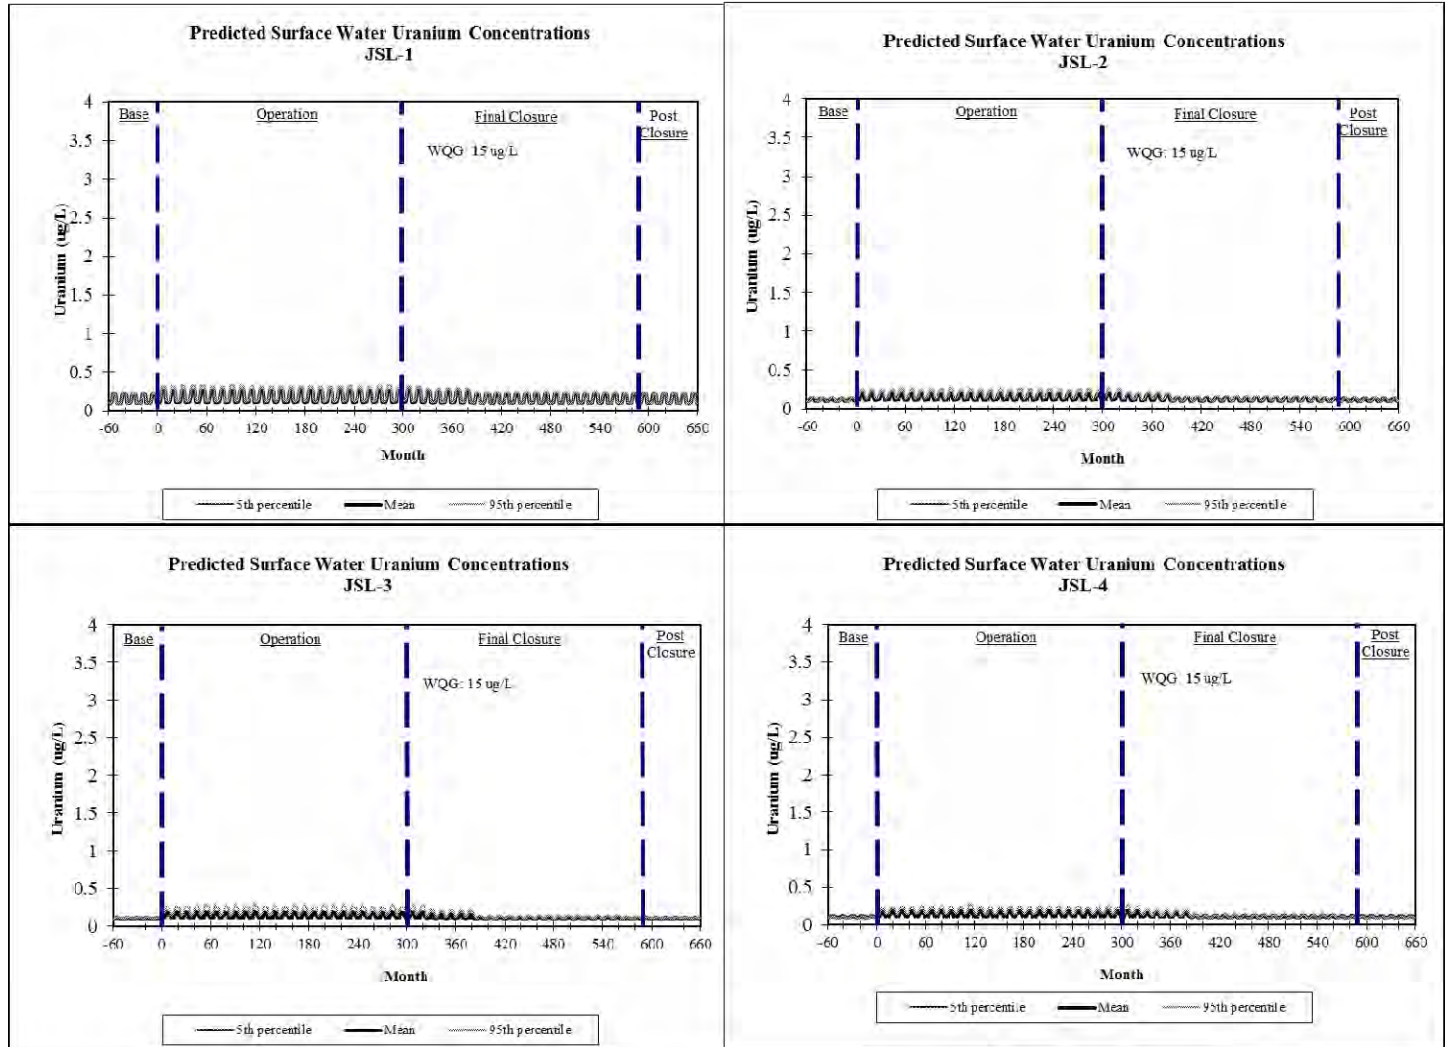 Predicted Surface Water Uranium Concentrations
JSL-1
4
3.5
3
2.5
2
1.5
1
0.5
0
Uranium (ug/L)
Base
Operation
Final Closure
Post
Closure
WQG: 15 ug/L
-60 0 60 120 180 240 300 360 420 480 540 600 660
Month
5th percentile Mean 95th percentile
Predicted Surface Water Uranium Concentrations
JSL-2
4
3.5
3
2.5
2
1.5
1
0.5
0
Uranium (ug/L)
Base
Operation
Final Closure
Post
Closure
WQG: 15 ug/L
-60 0 60 120 180 240 300 360 420 480 540 600 660
Month
5th percentile Mean 95th percentile
Predicted Surface Water Uranium Concentrations
JSL-3
4
3.5
3
2.5
2
1.5
1
0.5
0
Uranium (ug/L)
Base
Operation
Final Closure
Post
Closure
WQG: 15 ug/L
-60 0 60 120 180 240 300 360 420 480 540 600 660
Month
5th percentile Mean 95th percentile
Predicted Surface Water Uranium Concentrations
JSL-4
4
3.5
3
2.5
2
1.5
1
0.5
0
Uranium (ug/L)
Base
Operation
Final Closure
Post
Closure
WQG: 15 ug/L
-60 0 60 120 180 240 300 360 420 480 540 600 660
Month
5th percentile Mean 95th percentile